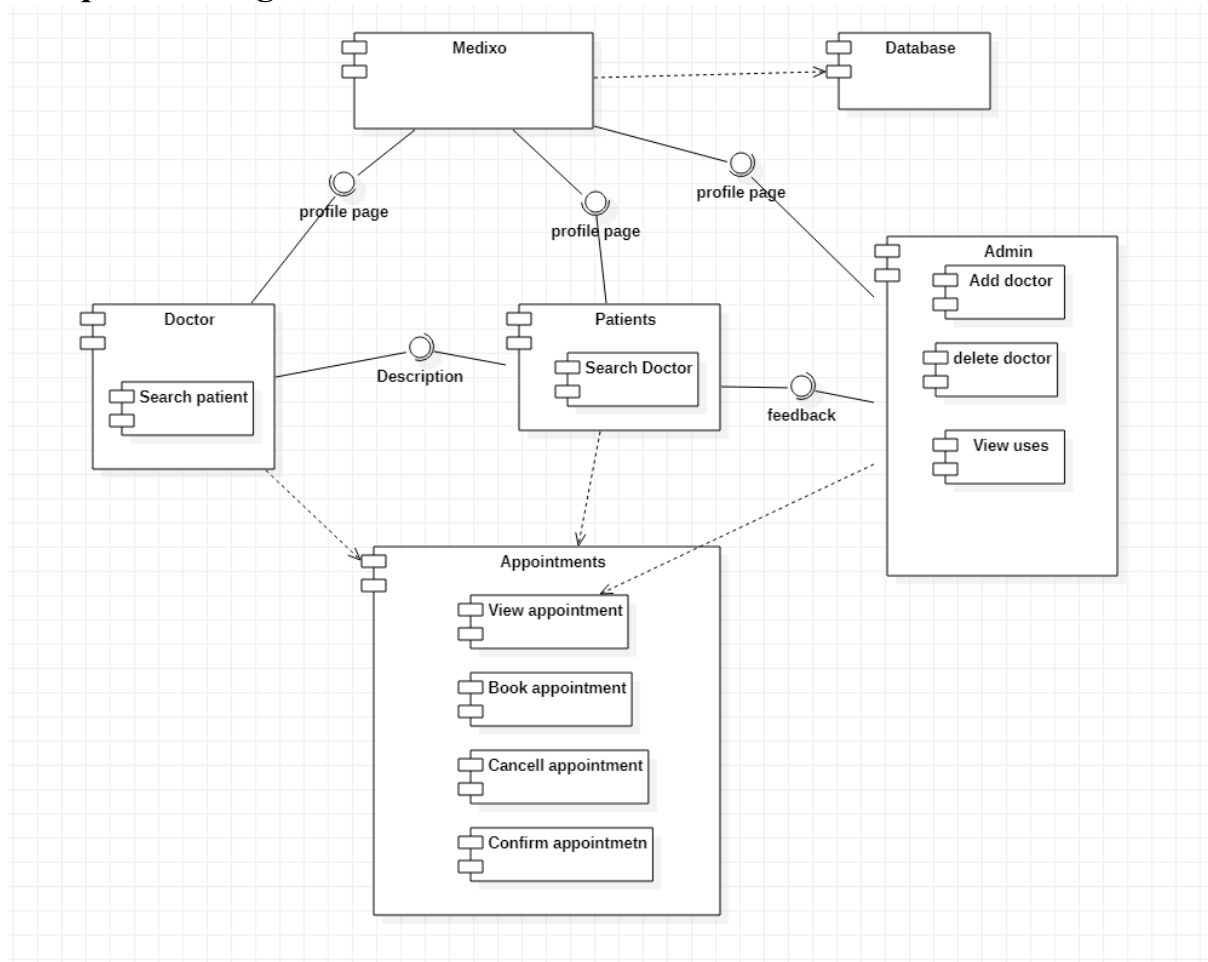 Medixo
Database
profile page
profile page
profile page
Admin
Add doctor
delete doctor
View uses
Doctor
Search patient
Description
Patients
Search Doctor
feedback
Appointments
View appointment
Book appointment
Cancell appointment
Confirm appointmetn